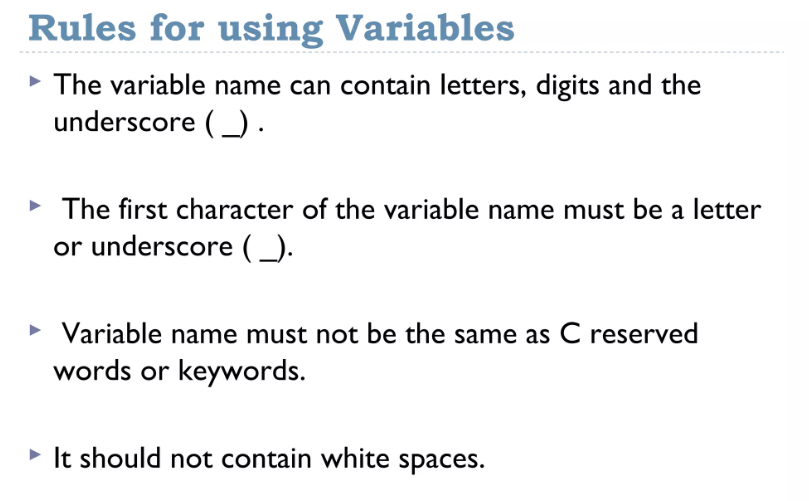 Rules for using Variables
‣ The variable name can contain letters, digits and the
underscore ( _) .
‣ The first character of the variable name must be a letter
or underscore ( _).
‣ Variable name must not be the same as C reserved
words or keywords.
‣ It should not contain white spaces.